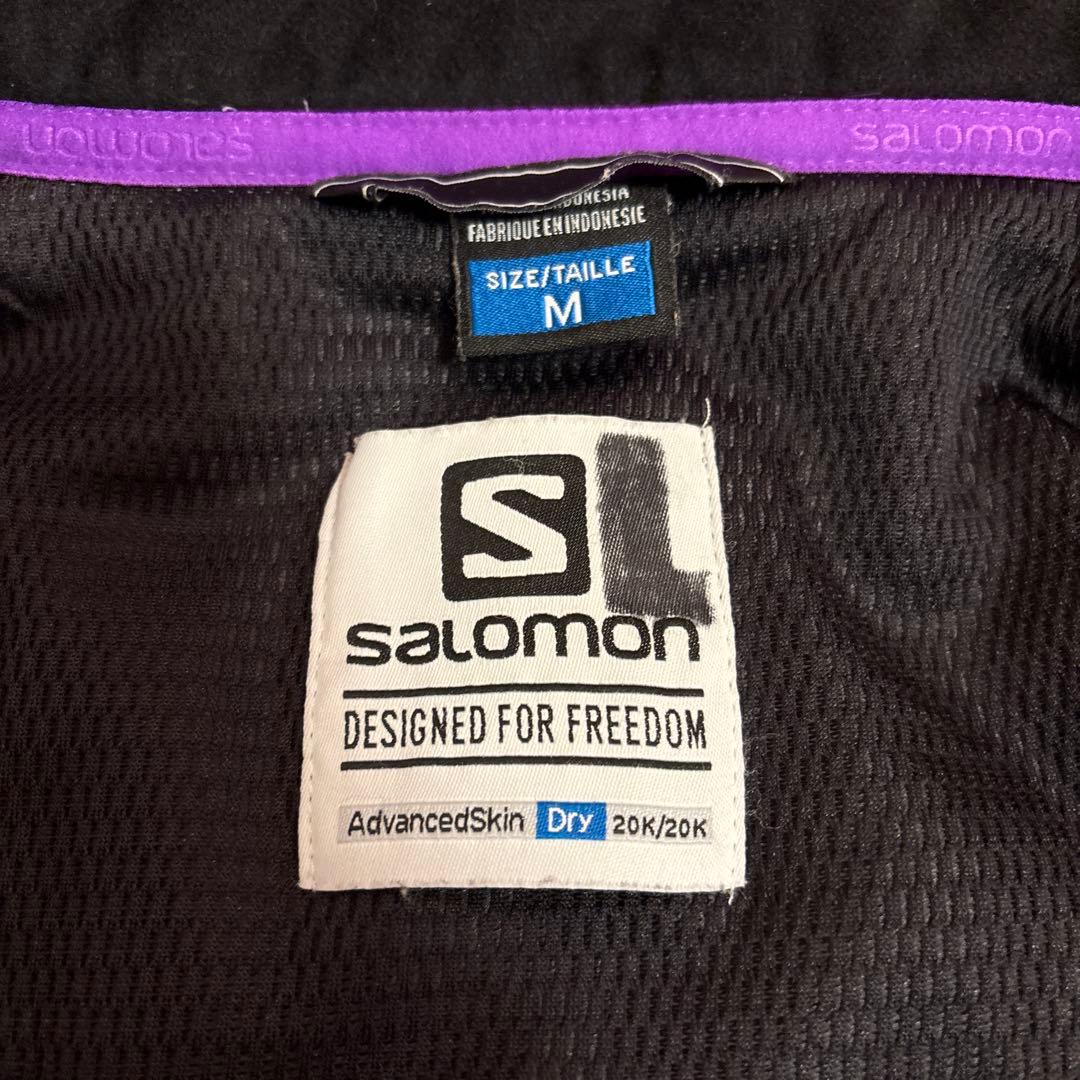 salomon salomon
FABRIQUE EN INDONESIE
SIZE/TAILLE
M
S L
salomon
DESIGNED FOR FREEDOM
AdvancedSkin Dry 20K/20K